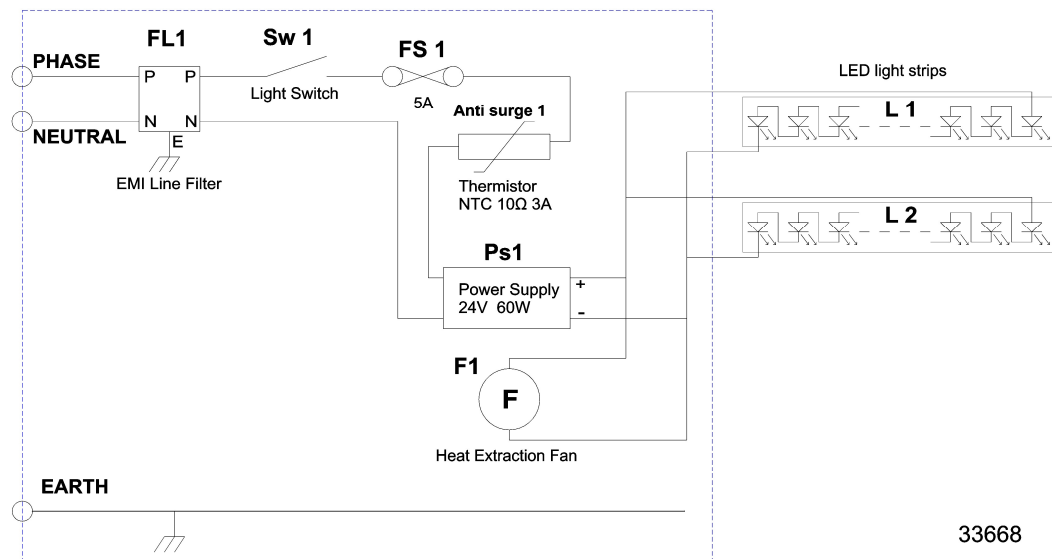 FL1
Sw 1
FS 1
PHASE
P P
Light Switch
5A
LED light strips
L 1
Anti surge 1
N N
NEUTRAL
E
EMI Line Filter
Thermistor
NTC 10Ω 3A
L 2
Ps1
Power Supply
24V 60W
+
-
F1
F
Heat Extraction Fan
EARTH
33668